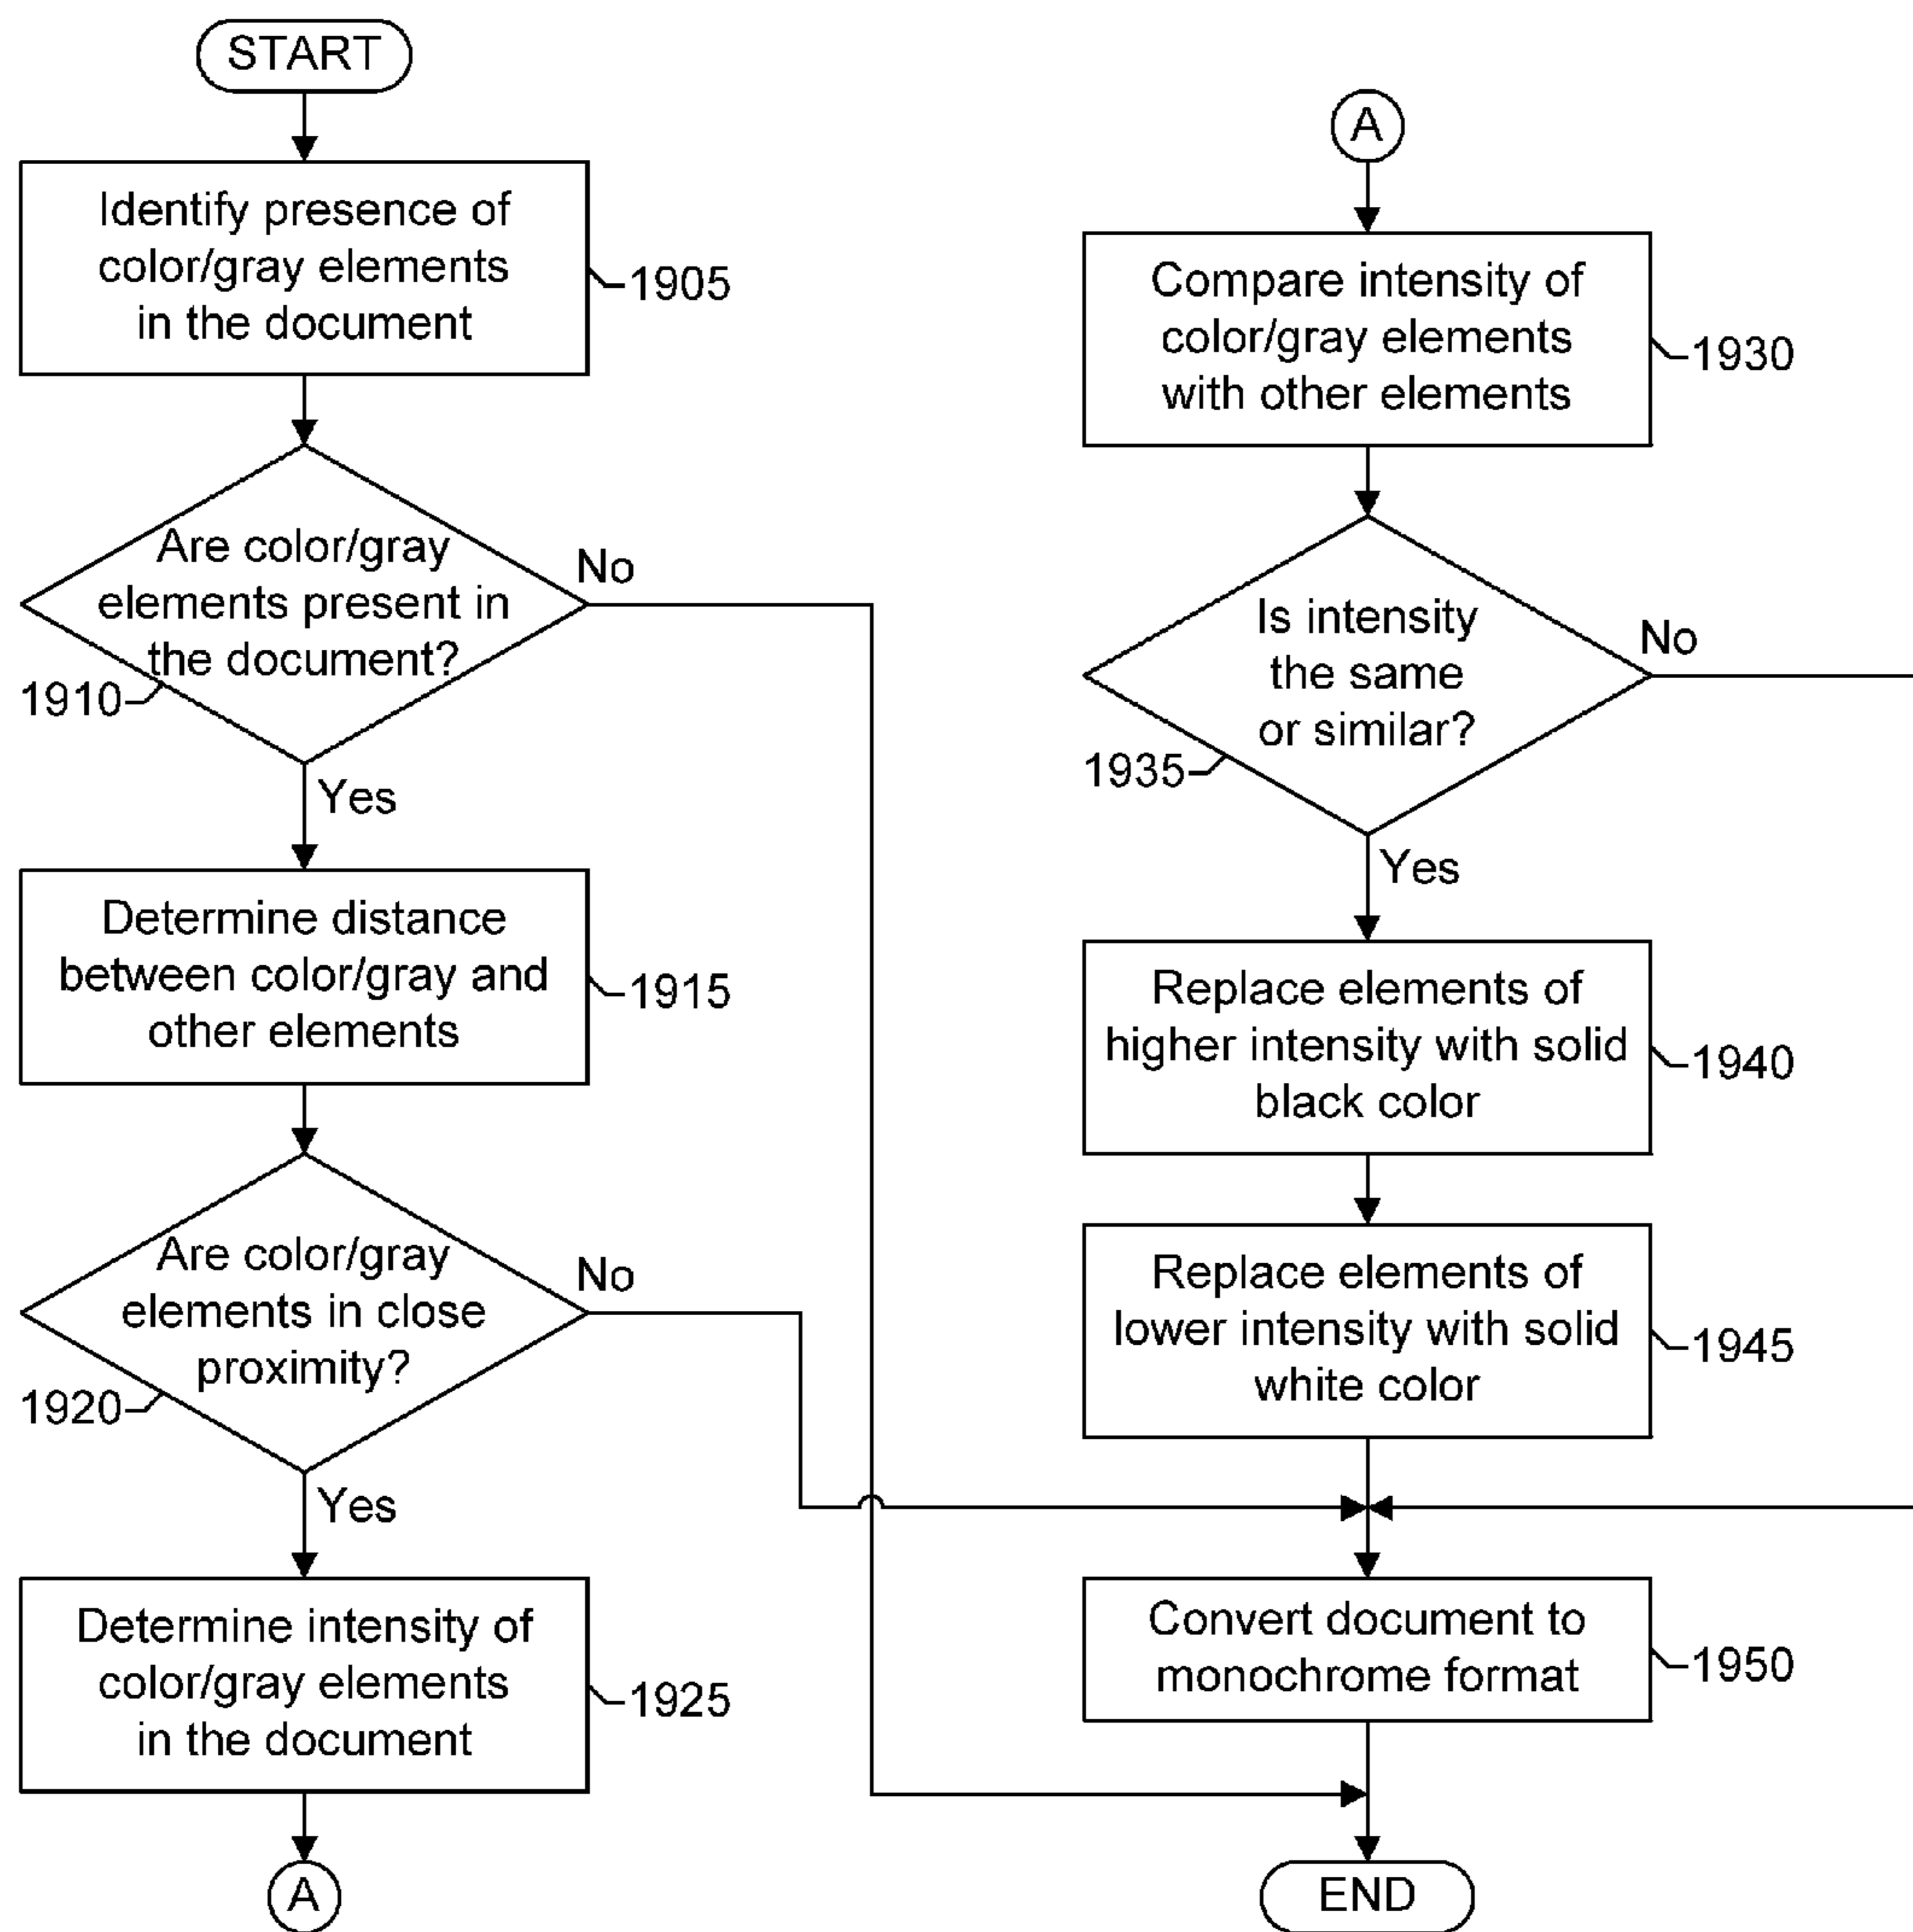 START
Identify presence of
color/gray elements
in the document
1905
Are color/gray
elements present in
the document?
No
1910
Yes
Determine distance
between color/gray and
other elements
1915
Are color/gray
elements in close
proximity?
No
1920
Yes
Determine intensity of
color/gray elements
in the document
1925
A
A
Compare intensity of
color/gray elements
with other elements
1930
Is intensity
the same
or similar?
No
1935
Yes
Replace elements of
higher intensity with solid
black color
1940
Replace elements of
lower intensity with solid
white color
1945
Convert document to
monochrome format
1950
END